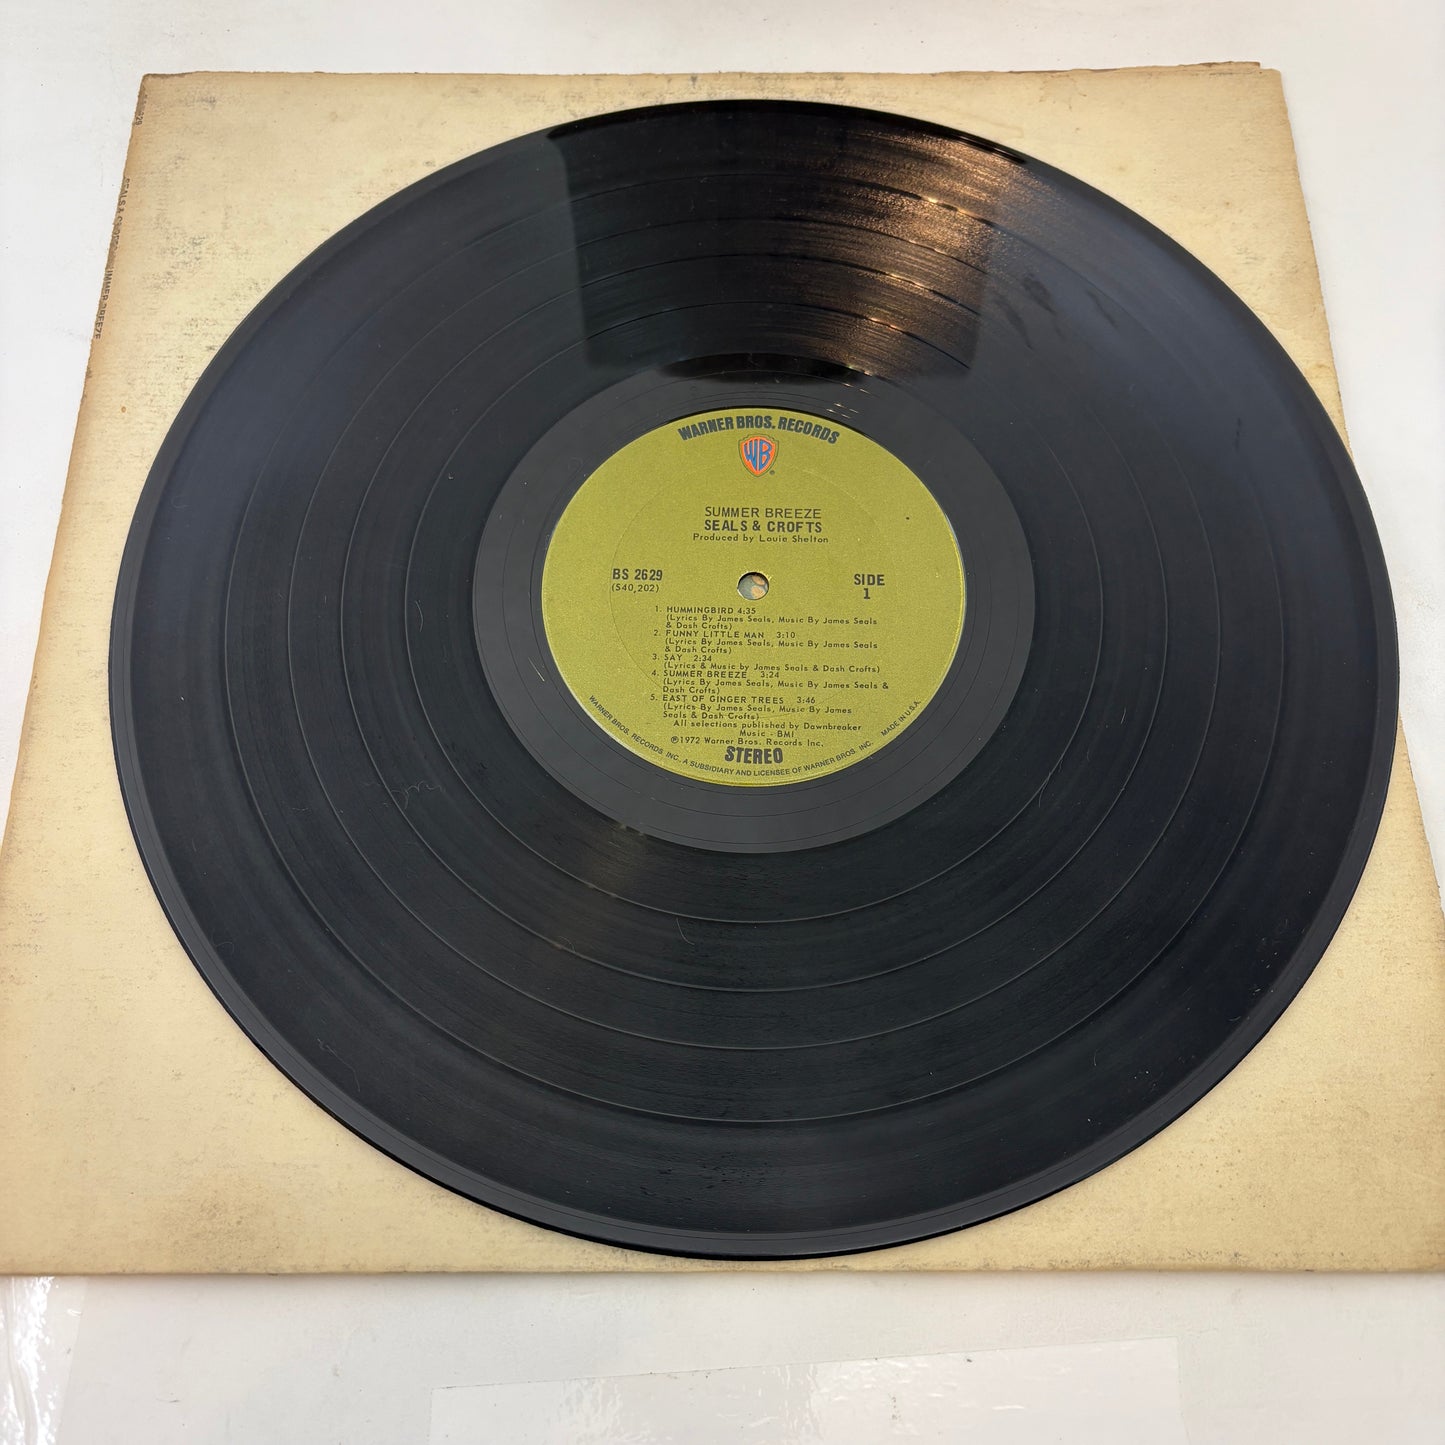 WARNER BROS. RECORDS
WB
®
SUMMER BREEZE
SEALS & CROFTS
Produced by Louie Shelton
BS 2629
(S40,202)
SIDE
1
1. HUMMINGBIRD 4:35
(Lyrics By James Seals, Music By James Seals
& Dash Crofts)
2. FUNNY LITTLE MAN 3:10
(Lyrics By James Seals, Music By James Seals
& Dash Crofts)
3. SAY 2:34
(Lyrics & Music by James Seals & Dash Crofts)
4. SUMMER BREEZE 3:24
(Lyrics By James Seals, Music By James Seals &
Dash Crofts)
5. EAST OF GINGER TREES 3:46
(Lyrics By James Seals, Music By James
Seals & Dash Crofts)
All selections published by Dawnbreaker
Music - BMI
℗1972 Warner Bros. Records Inc.
STEREO
WARNER BROS. RECORDS INC., A SUBSIDIARY AND LICENSEE OF WARNER BROS. INC. MADE IN U.S.A.
SEALS &